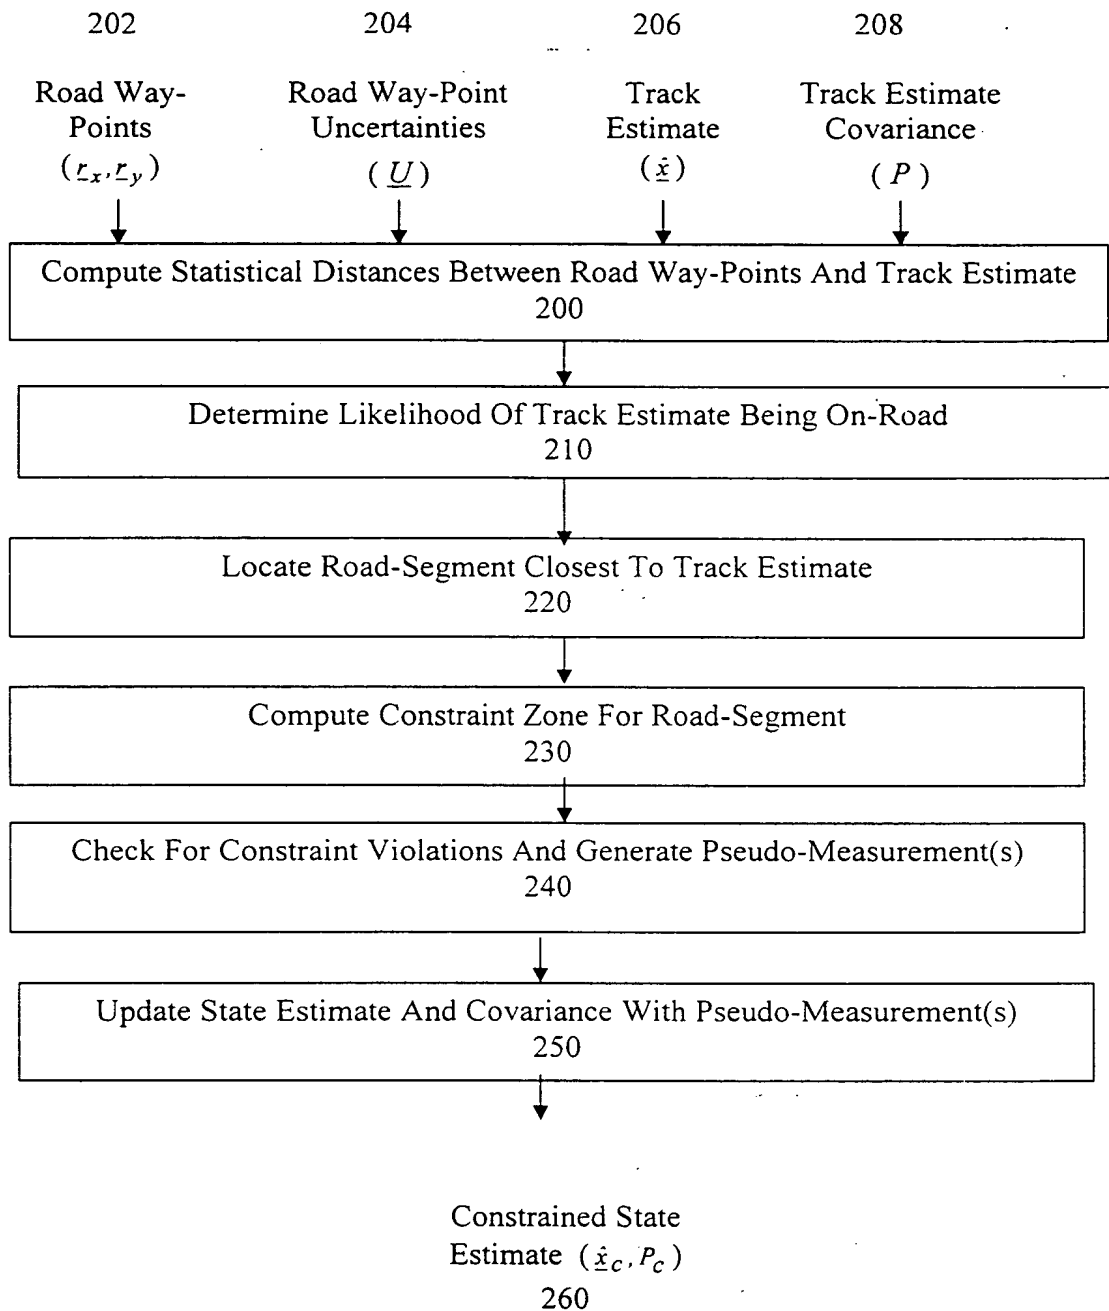 202 204 206 208
Road Way- Road Way-Point Track Track Estimate
Points Uncertainties Estimate Covariance
(r̲ₓ, r̲ᵧ) (U̲) (x̲̂) (P)
Compute Statistical Distances Between Road Way-Points And Track Estimate
200
Determine Likelihood Of Track Estimate Being On-Road
210
Locate Road-Segment Closest To Track Estimate
220
Compute Constraint Zone For Road-Segment
230
Check For Constraint Violations And Generate Pseudo-Measurement(s)
240
Update State Estimate And Covariance With Pseudo-Measurement(s)
250
Constrained State
Estimate (x̲̂_C, P_C)
260